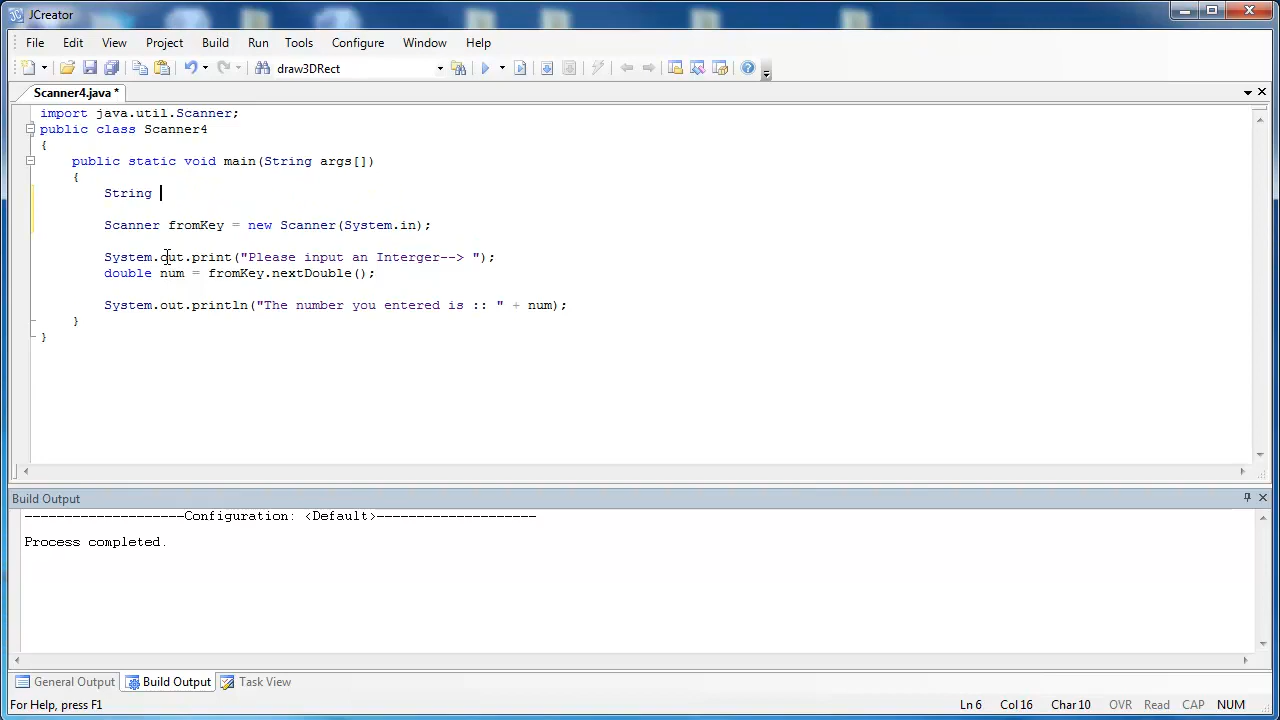 JCreator
File Edit View Project Build Run Tools Configure Window Help
draw3DRect
Scanner4.java *
import java.util.Scanner;
public class Scanner4
{
public static void main(String args[])
{
String
Scanner fromKey = new Scanner(System.in);
System.out.print("Please input an Interger--> ");
double num = fromKey.nextDouble();
System.out.println("The number you entered is :: " + num);
}
}
Build Output
--------------------Configuration: <Default>--------------------
Process completed.
General Output Build Output Task View
For Help, press F1 Ln 6 Col 16 Char 10 OVR Read CAP NUM